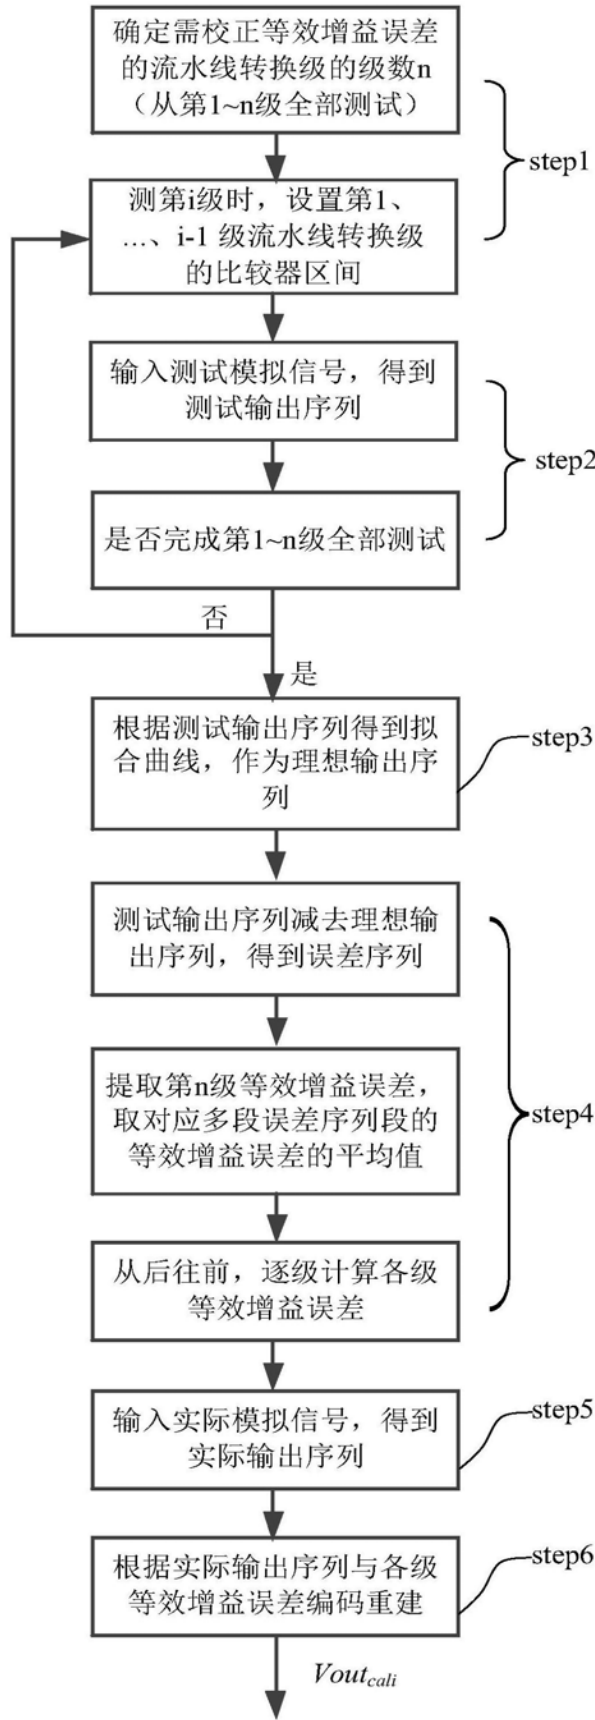 确定需校正等效增益误差
的流水线转换级的级数n
（从第1~n级全部测试）
step1
测第i级时，设置第1、
…、i-1 级流水线转换级
的比较器区间
输入测试模拟信号，得到
测试输出序列
step2
是否完成第1~n级全部测试
否
是
根据测试输出序列得到拟
合曲线，作为理想输出序
列
step3
测试输出序列减去理想输
出序列，得到误差序列
提取第n级等效增益误差，
取对应多段误差序列段的
等效增益误差的平均值
step4
从后往前，逐级计算各级
等效增益误差
输入实际模拟信号，得到
实际输出序列
step5
根据实际输出序列与各级
等效增益误差编码重建
step6
Voutcali